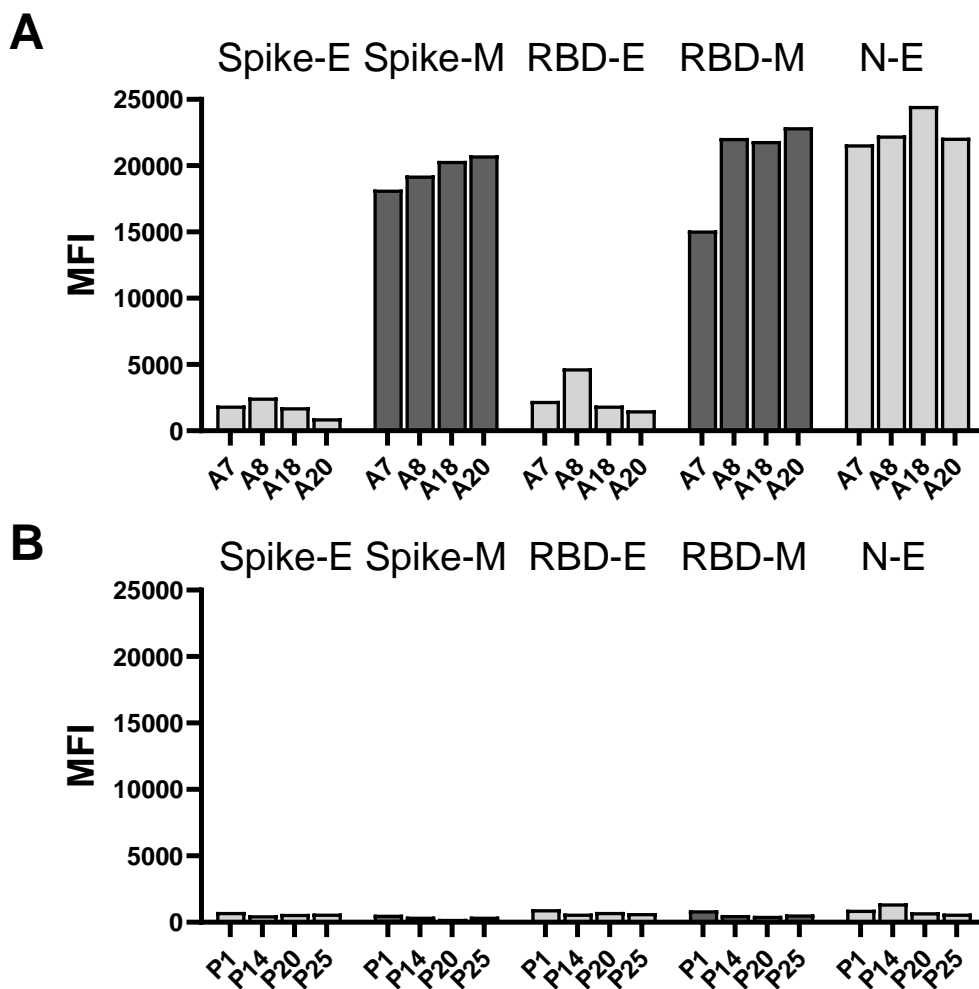 A
Spike-E Spike-M RBD-E RBD-M N-E
25000
20000
15000
10000
5000
0
MFI
A7 A8 A18 A20 A7 A8 A18 A20 A7 A8 A18 A20 A7 A8 A18 A20 A7 A8 A18 A20
B
Spike-E Spike-M RBD-E RBD-M N-E
25000
20000
15000
10000
5000
0
MFI
P1 P14 P20 P25 P1 P14 P20 P25 P1 P14 P20 P25 P1 P14 P20 P25 P1 P14 P20 P25